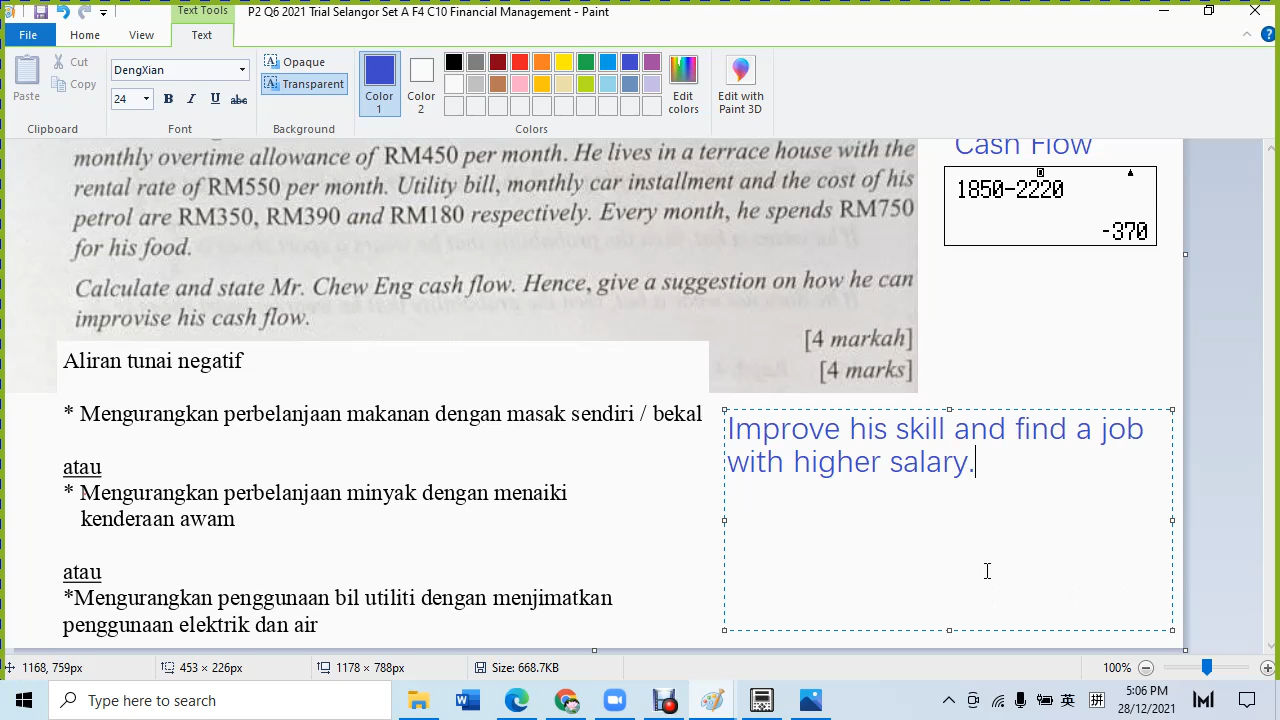 Text Tools
P2 Q6 2021 Trial Selangor Set A F4 C10 Financial Management - Paint
File
Home
View
Text
Cut
Copy
Paste
DengXian
24
B
I
U
abc
Opaque
Transparent
Color
1
Color
2
Edit
colors
Edit with
Paint 3D
Clipboard
Font
Background
Colors
monthly overtime allowance of RM450 per month. He lives in a terrace house with the
rental rate of RM550 per month. Utility bill, monthly car installment and the cost of his
petrol are RM350, RM390 and RM180 respectively. Every month, he spends RM750
for his food.
Calculate and state Mr. Chew Eng cash flow. Hence, give a suggestion on how he can
improvise his cash flow.
[4 markah]
[4 marks]
Cash Flow
1850-2220
-370
Aliran tunai negatif
* Mengurangkan perbelanjaan makanan dengan masak sendiri / bekal
atau
* Mengurangkan perbelanjaan minyak dengan menaiki
kenderaan awam
atau
*Mengurangkan penggunaan bil utiliti dengan menjimatkan
penggunaan elektrik dan air
Improve his skill and find a job
with higher salary.
1168, 759px
453 × 226px
1178 × 788px
Size: 668.7KB
100%
Type here to search
英
拼
5:06 PM
28/12/2021